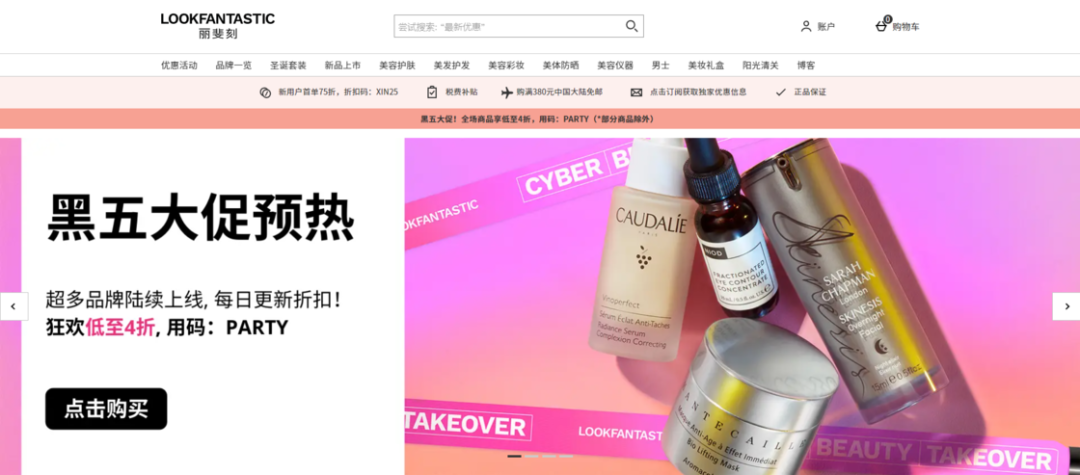 LOOKFANTASTIC
丽斐刻
尝试搜索: “最新优惠”
账户
0
购物车
优惠活动 品牌一览 圣诞套装 新品上市 美容护肤 美发护发 美容彩妆 美体防晒 美容仪器 男士 美妆礼盒 阳光清关 博客
新用户首单75折，折扣码：XIN25 税费补贴 购满380元中国大陆免邮 点击订阅获取独家优惠信息 正品保证
黑五大促！全场商品享低至4折，用码：PARTY（*部分商品除外）
黑五大促预热
超多品牌陆续上线, 每日更新折扣！
狂欢低至4折, 用码：PARTY
点击购买
CYBER
LOOKFANTASTIC
CAUDALÍE
PARIS
Vinoperfect
Serum Éclat Anti-Taches
Radiance Serum
Complexion Correcting
NIOD
FRACTIONATED
EYE CONTOUR
CONCENTRATE
SARAH
CHAPMAN
London
SKINESIS
Overnight
Facial
15ml e 0.5fl.oz
ANTECAILLE
Masque Anti-Age à Effet Immédiat
Bio Lifting Mask
TAKEOVER
LOOKFANTAST
BEAUTY TAKEOVER